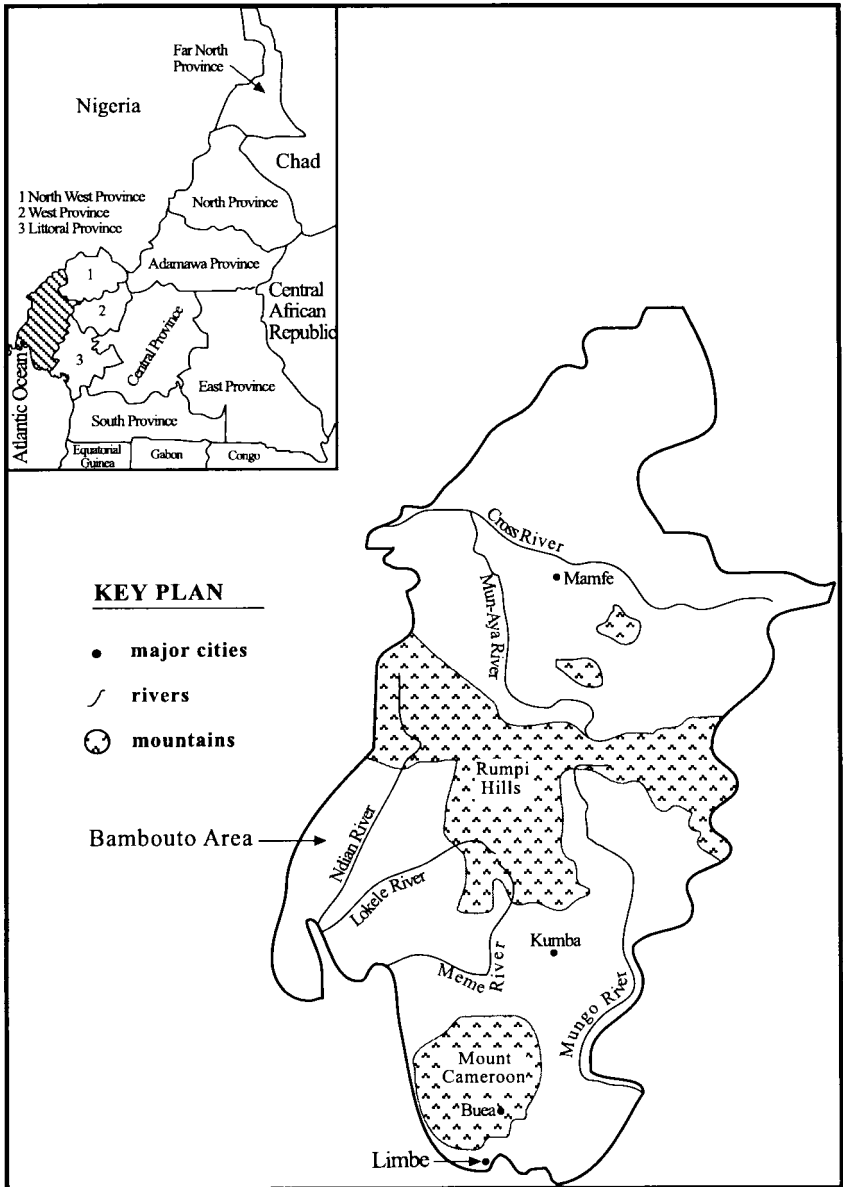 Far North
Province
Nigeria
Chad
1 North West Province
2 West Province
3 Littoral Province
North Province
Adamawa Province
1
Central
African
Republic
2
Central Province
3
East Province
Atlantic Ocean
South Province
Equatorial
Guinea
Gabon
Congo
Cross River
Mamfe
Mun-Aya River
KEY PLAN
major cities
rivers
mountains
Rumpi
Hills
Bambouto Area
Ndian River
Lokele River
Kumba
Meme River
Mungo River
Mount
Cameroon
Buea
Limbe